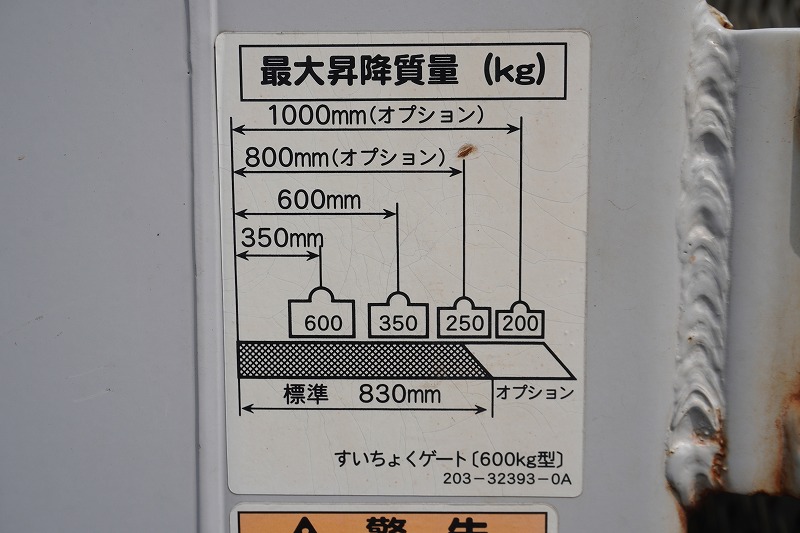 最大昇降質量 (kg)
1000mm(オプション)
800mm(オプション)
600mm
350mm
600 350 250 200
標準 830mm オプション
すいちょくゲート〔600kg型〕
203-32393-0A
警告